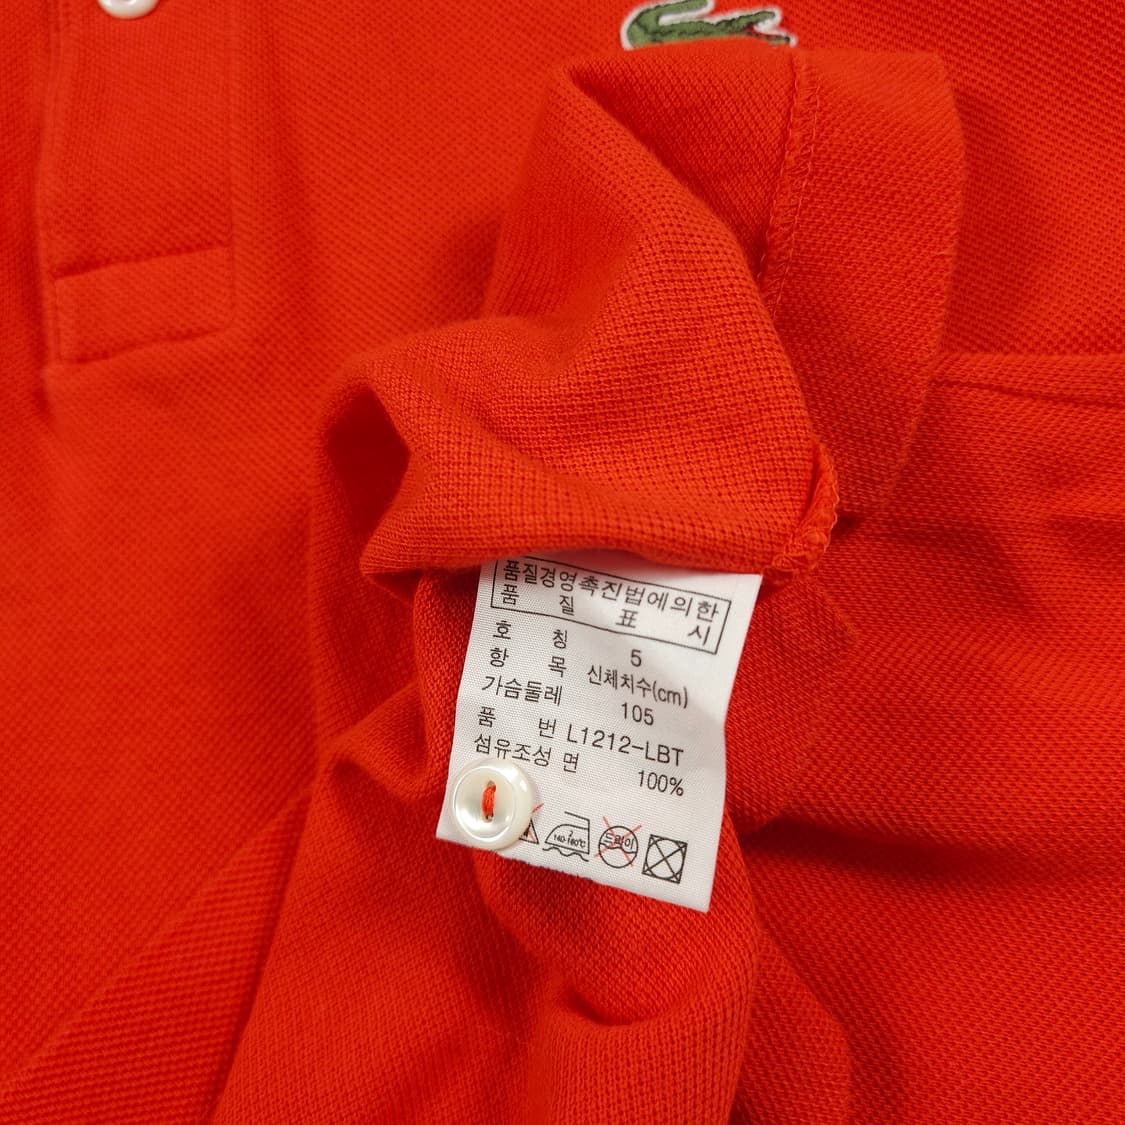 품질경영촉진법에의한
품 질 표 시
호 칭 5
항 목 신체치수(cm)
가슴둘레 105
품 번 L1212-LBT
섬유조성 면 100%
2
140-160℃
드라이